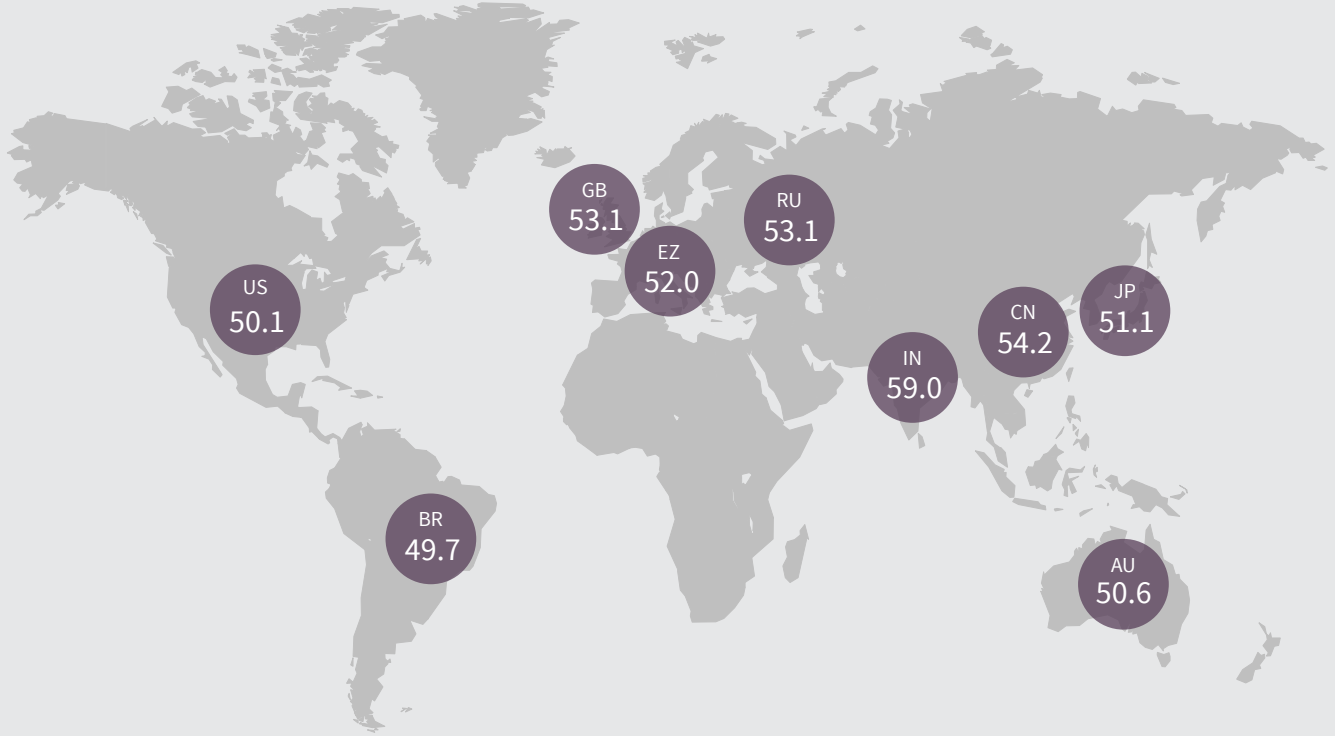 GB
53.1
RU
53.1
EZ
52.0
US
50.1
CN
54.2
JP
51.1
IN
59.0
BR
49.7
AU
50.6